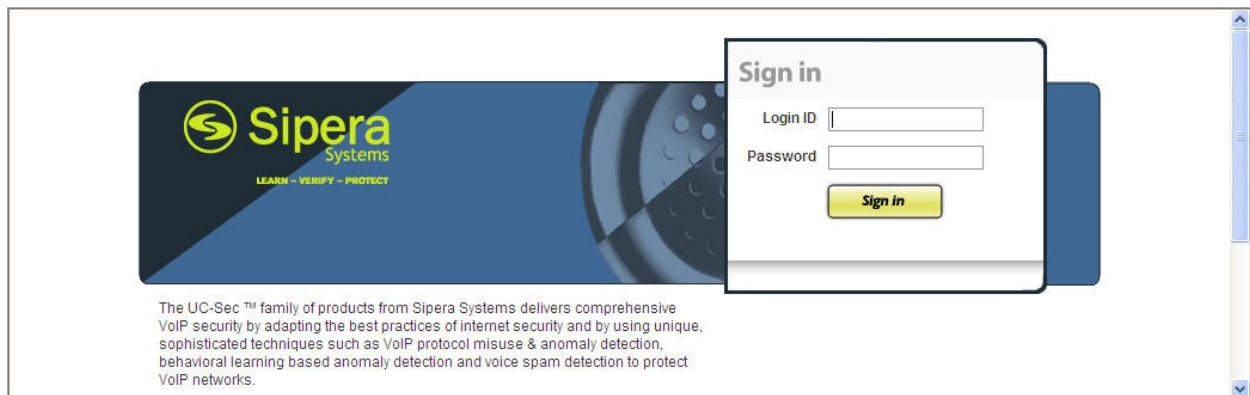 Sipera
Systems
LEARN – VERIFY – PROTECT
Sign in
Login ID
Password
Sign in
The UC-Sec ™ family of products from Sipera Systems delivers comprehensive
VoIP security by adapting the best practices of internet security and by using unique,
sophisticated techniques such as VoIP protocol misuse & anomaly detection,
behavioral learning based anomaly detection and voice spam detection to protect
VoIP networks.